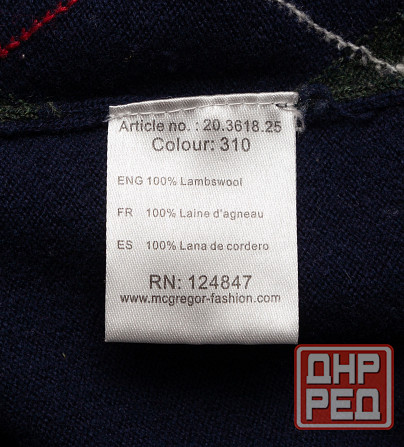 Article no. : 20.3618.25
Colour: 310
ENG 100% Lambswool
FR 100% Laine d'agneau
ES 100% Lana de cordero
RN: 124847
www.mcgregor-fashion.com
ДНР
РЕД